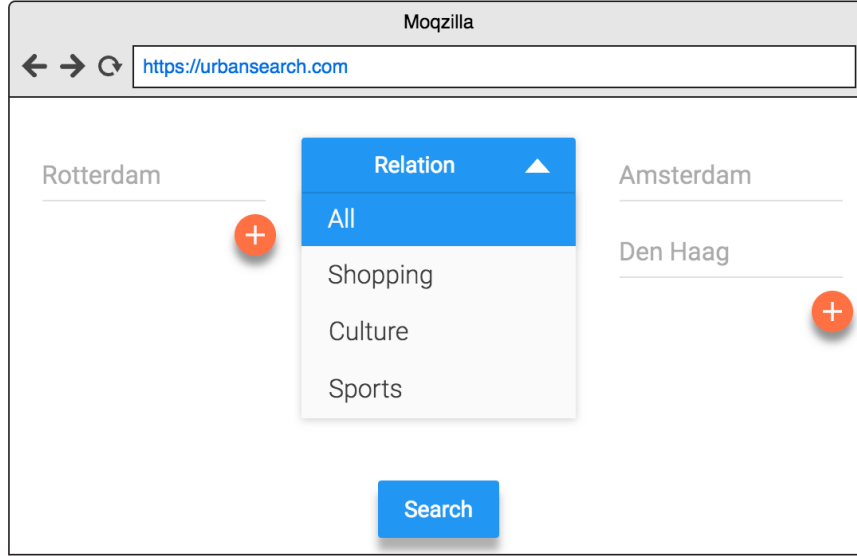 Moqzilla
https://urbansearch.com
Rotterdam
Relation
All
Shopping
Culture
Sports
Amsterdam
Den Haag
Search